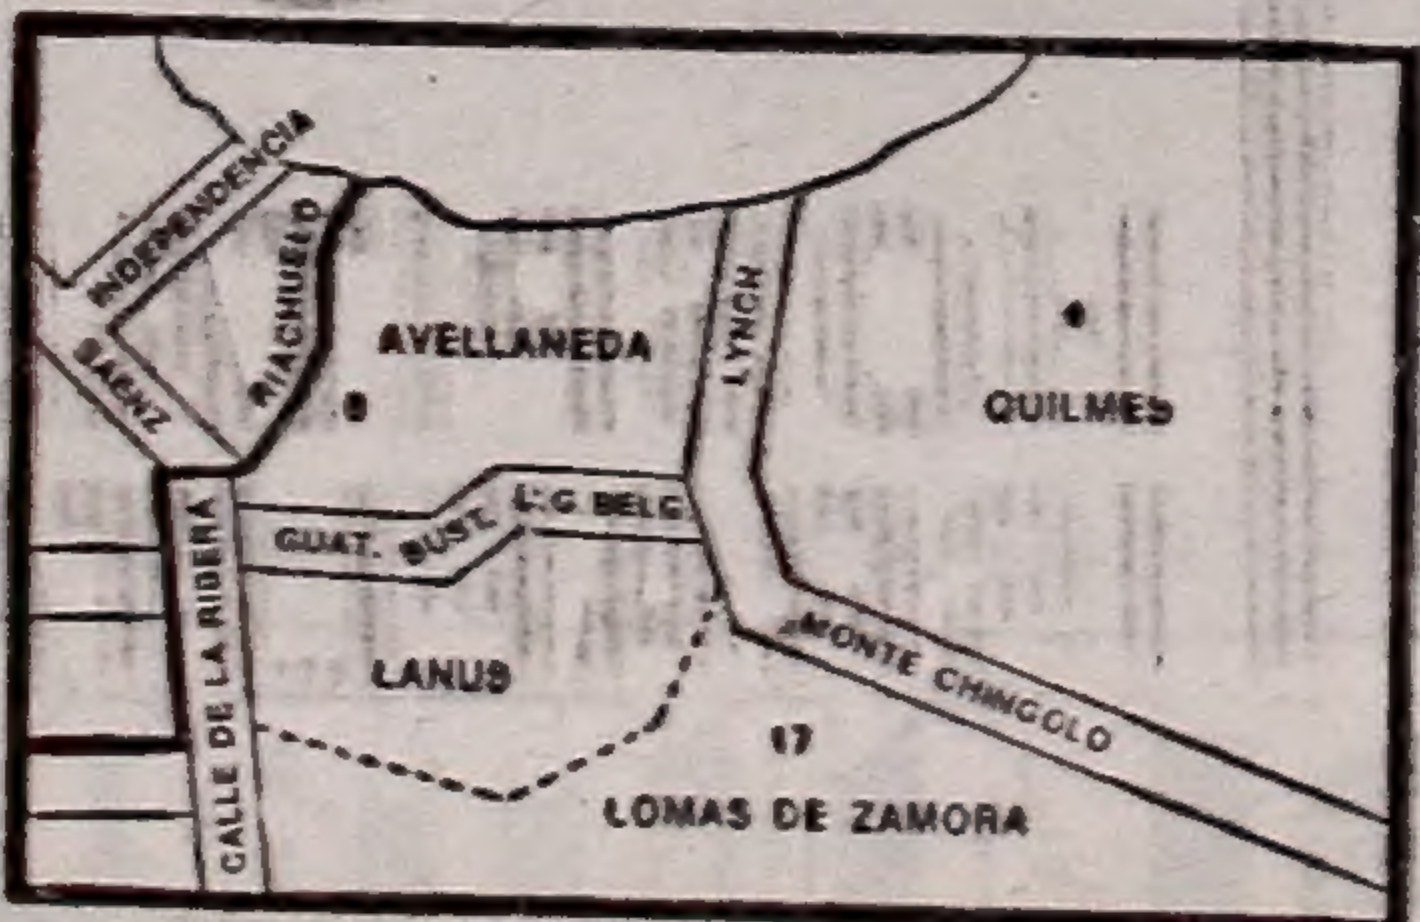 INDEPENDENCIA
RIACHUELO
SAENZ
AVELLANEDA
8
LYNCH
QUILMES
L. G. BELG
GUAT. BUST.
CALLE DE LA RIBERA
LANUS
MONTE CHINGOLO
17
LOMAS DE ZAMORA